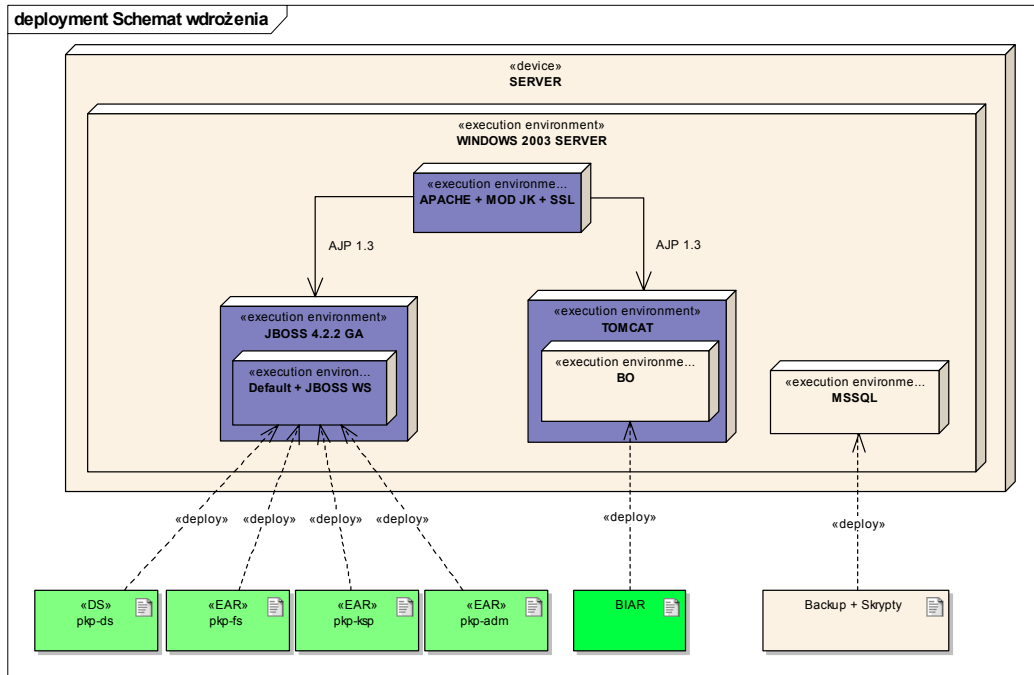 deployment Schemat wdrożenia
«device»
SERVER
«execution environment»
WINDOWS 2003 SERVER
«execution environme...
APACHE + MOD JK + SSL
AJP 1.3
AJP 1.3
«execution environment»
JBOSS 4.2.2 GA
«execution environ...
Default + JBOSS WS
«execution environment»
TOMCAT
«execution environme...
BO
«execution environme...
MSSQL
«deploy»
«deploy»
«deploy»
«deploy»
«deploy»
«deploy»
«DS»
pkp-ds
«EAR»
pkp-fs
«EAR»
pkp-ksp
«EAR»
pkp-adm
BIAR
Backup + Skrypty